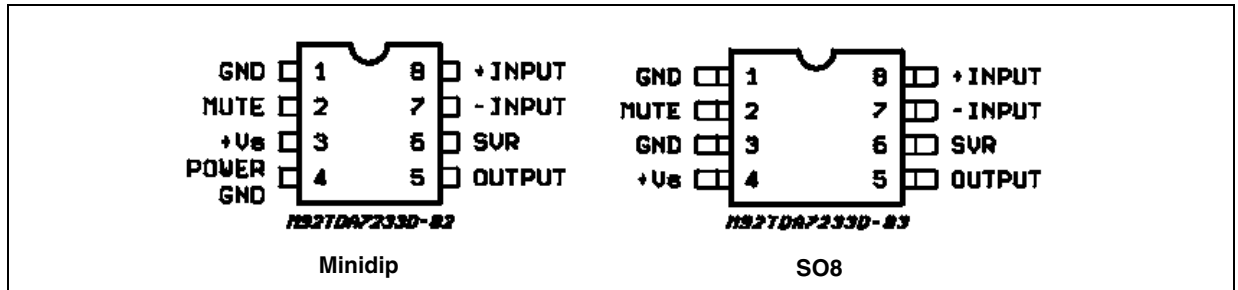 GND 1 8 +INPUT
MUTE 2 7 -INPUT
+Vs 3 6 SVR
POWER
GND 4 5 OUTPUT
M92TDA7233D-02
Minidip
GND 1 8 +INPUT
MUTE 2 7 -INPUT
GND 3 6 SVR
+Vs 4 5 OUTPUT
M92TDA7233D-03
SO8